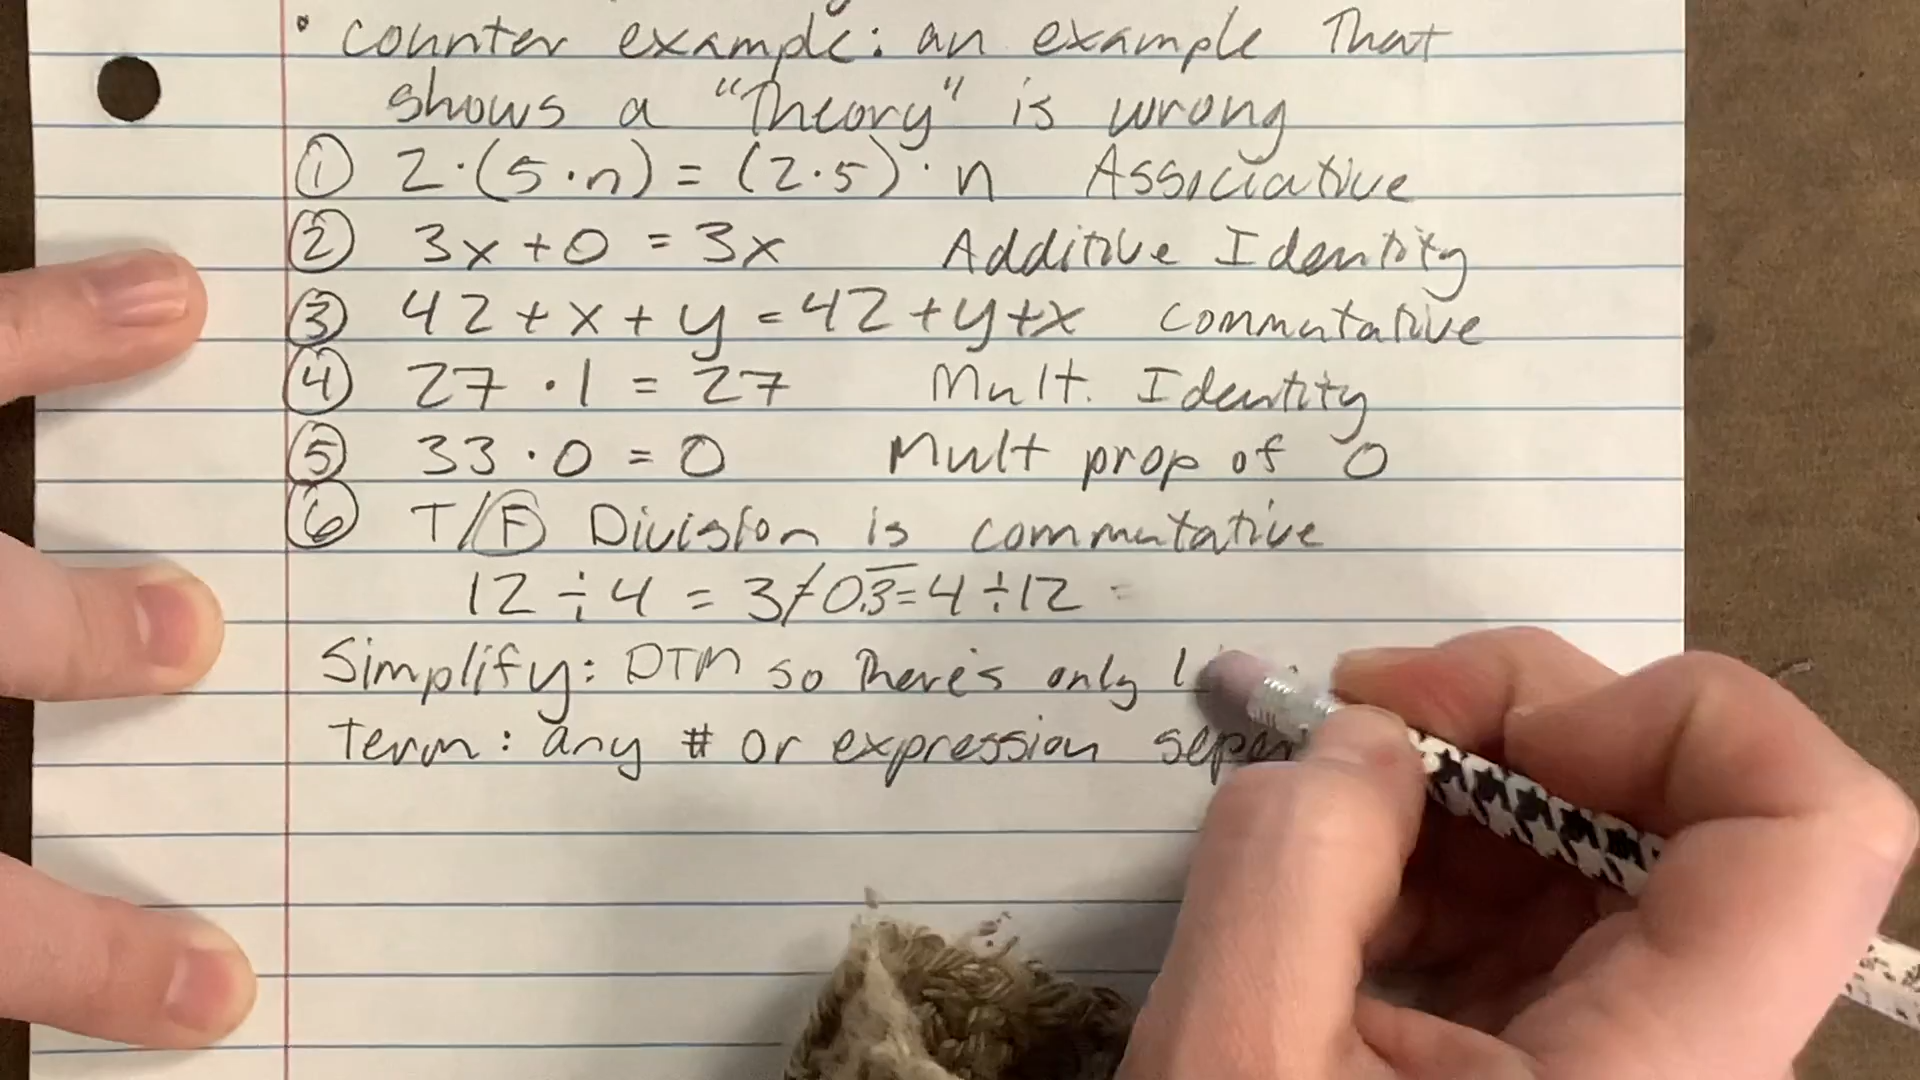 • counter example: an example That
shows a "Theory" is wrong
① 2·(5·n) = (2·5)·n Associative
② 3x+0 = 3x Additive Identity
③ 42+x+y=42+y+x commutative
④ 27·1 = 27 Mult. Identity
⑤ 33·0 = 0 Mult prop of 0
⑥ T/Ⓕ Division is commutative
12÷4 = 3≠0.3̅=4÷12 =
Simplify: DTM so There's only
Term: any # or expression